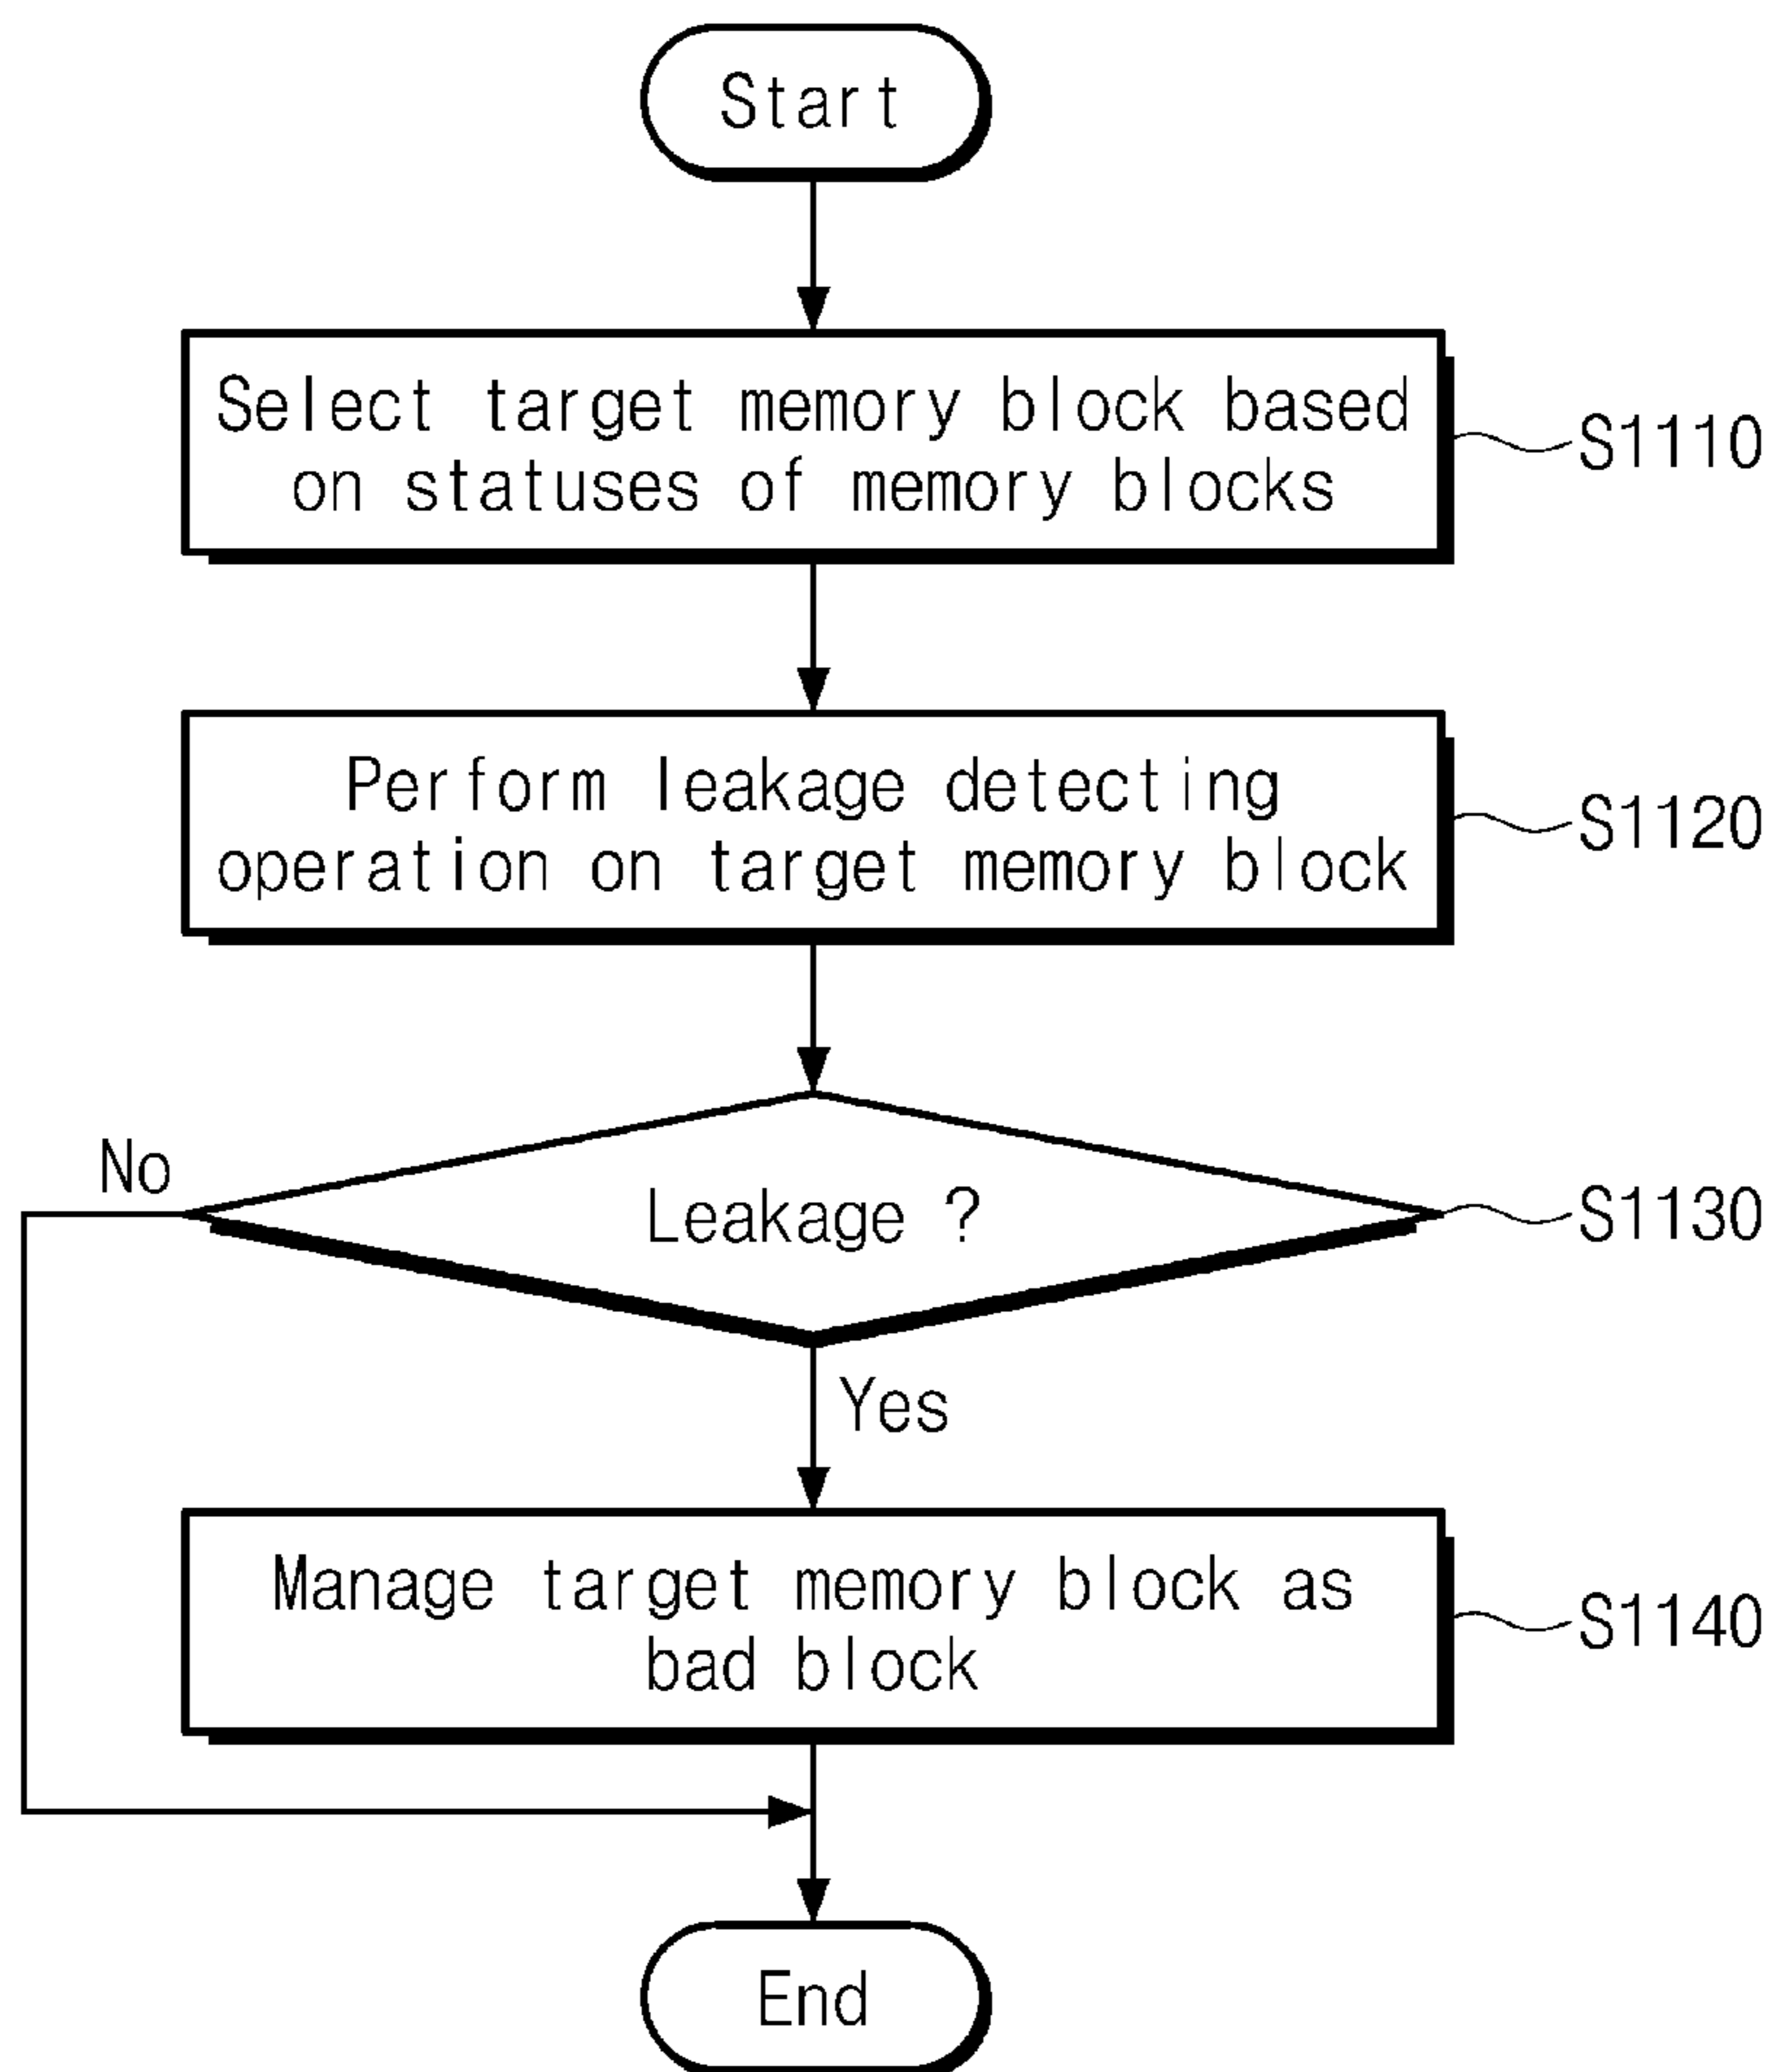 Start
Select target memory block based
on statuses of memory blocks
S1110
Perform leakage detecting
operation on target memory block
S1120
No
Leakage ?
S1130
Yes
Manage target memory block as
bad block
S1140
End